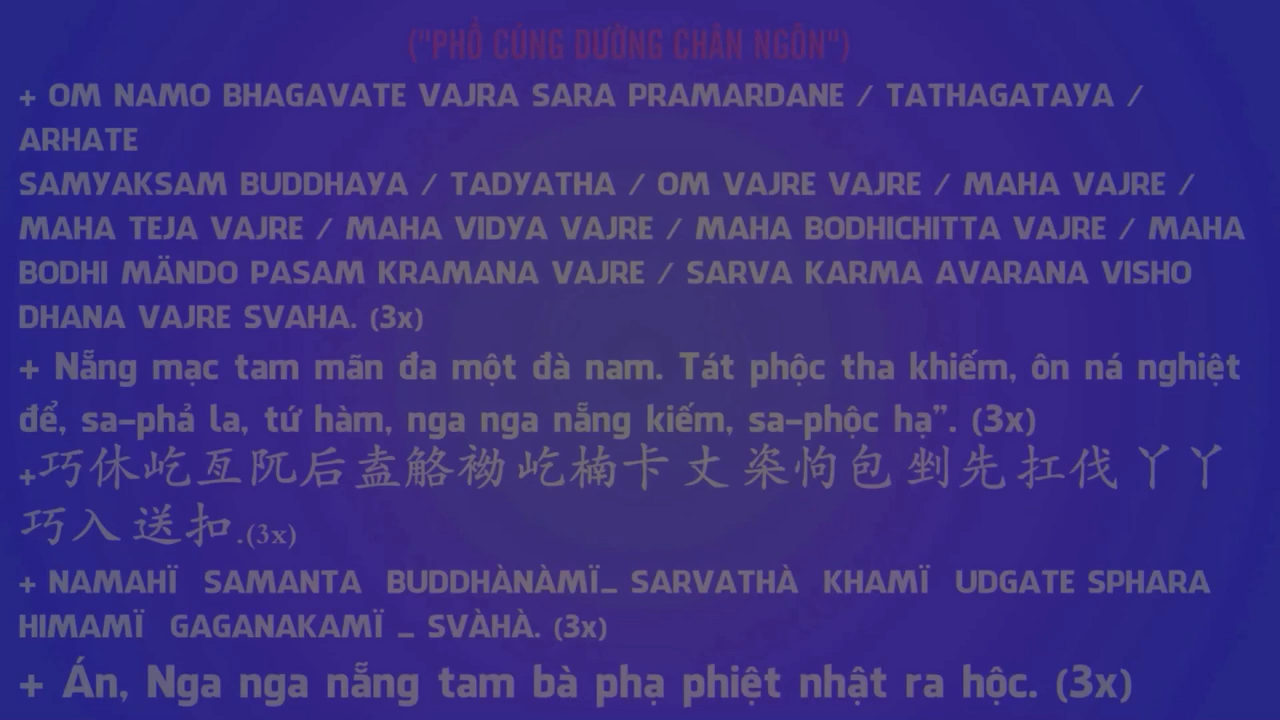 ("PHỔ CÚNG DƯỜNG CHÂN NGÔN")
+ OM NAMO BHAGAVATE VAJRA SARA PRAMARDANE / TATHAGATAYA /
ARHATE
SAMYAKSAM BUDDHAYA / TADYATHA / OM VAJRE VAJRE / MAHA VAJRE /
MAHA TEJA VAJRE / MAHA VIDYA VAJRE / MAHA BODHICHITTA VAJRE / MAHA
BODHI MÄNDO PASAM KRAMANA VAJRE / SARVA KARMA AVARANA VISHO
DHANA VAJRE SVAHA. (3x)
+ Nẵng mạc tam mãn đa một đà nam. Tát phộc tha khiếm, ôn ná nghiệt
để, sa-phả la, tứ hàm, nga nga nẵng kiếm, sa-phộc hạ”. (3x)
+巧休屹亙阢后盍觡袎屹楠卡丈楶怐包剉先扛伐丫丫
巧入送扣.(3x)
+ NAMAHÏ SAMANTA BUDDHÀNÀMÏ_ SARVATHÀ KHAMÏ UDGATE SPHARA
HIMAMÏ GAGANAKAMÏ _ SVÀHÀ. (3x)
+ Án, Nga nga nẵng tam bà phạ phiệt nhật ra hộc. (3x)